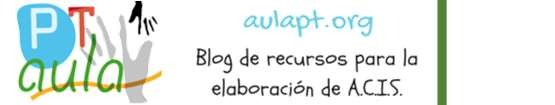 PT
aula
aulapt.org
Blog de recursos para la
elaboración de A.C.I.S.